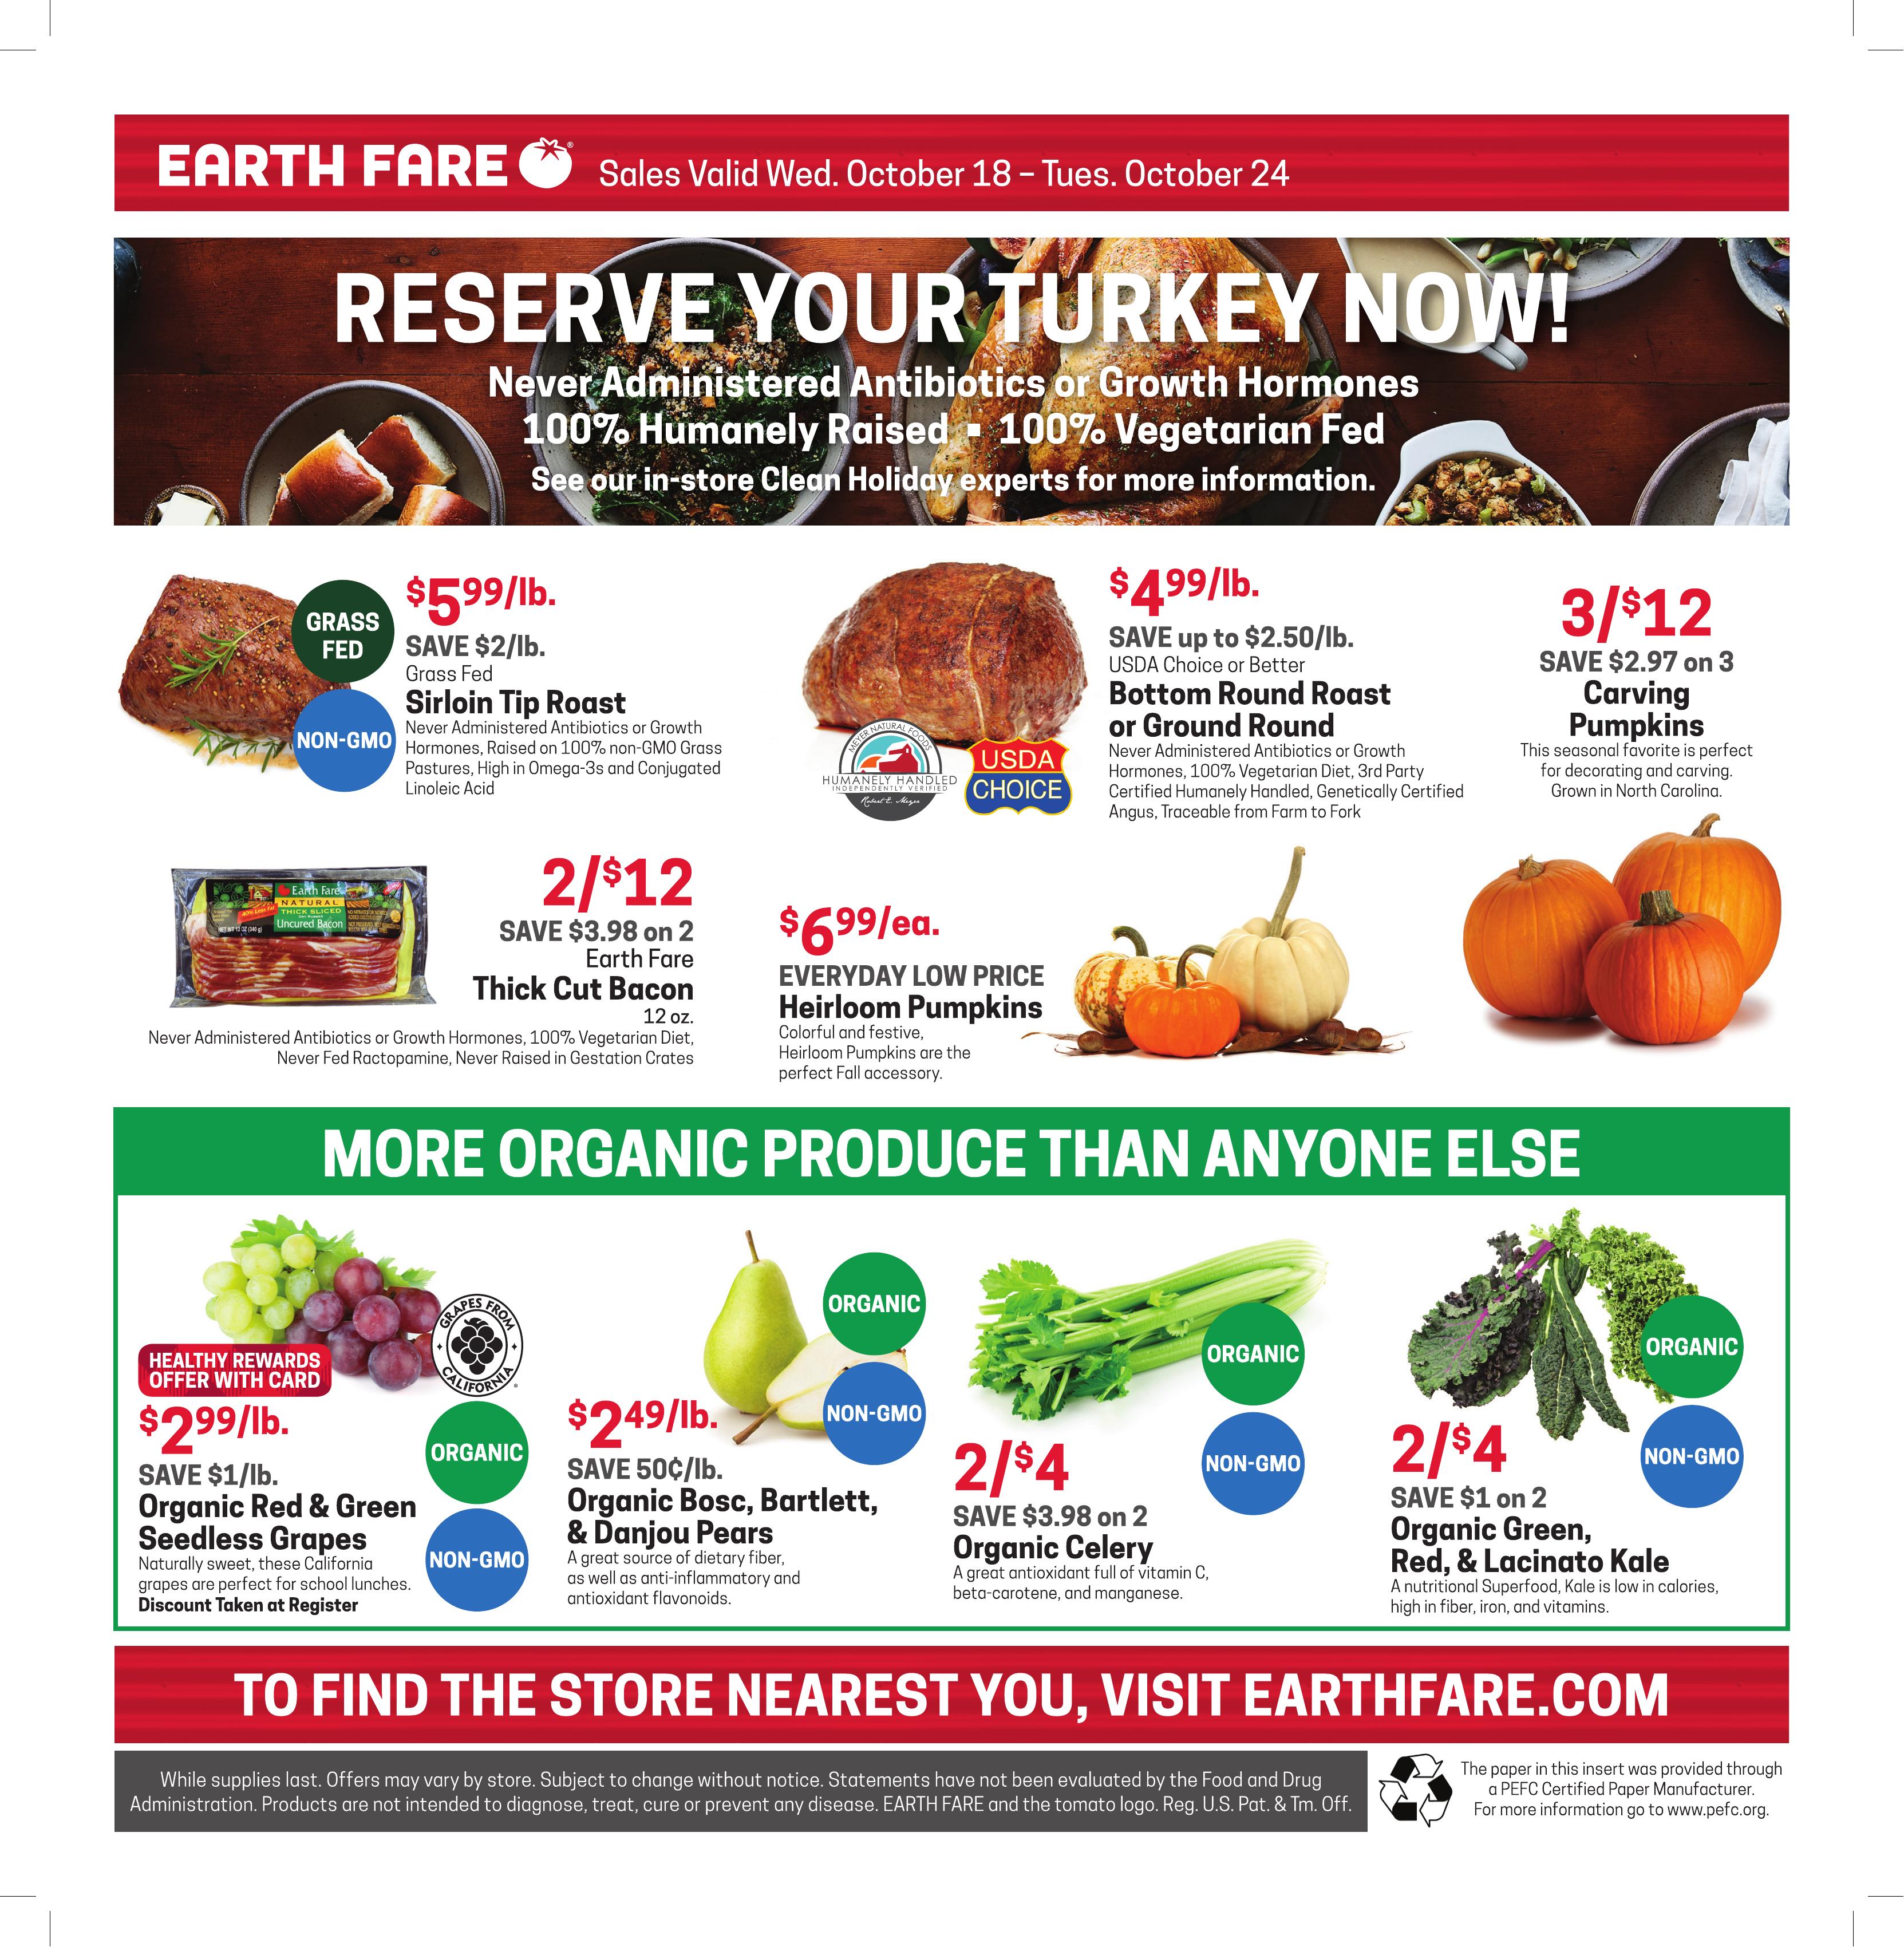 EARTH FARE ® Sales Valid Wed. October 18 – Tues. October 24
RESERVE YOUR TURKEY NOW!
Never Administered Antibiotics or Growth Hormones
100% Humanely Raised ▪ 100% Vegetarian Fed
See our in-store Clean Holiday experts for more information.
GRASS
FED
NON-GMO
$5 99/lb.
SAVE $2/lb.
Grass Fed
Sirloin Tip Roast
Never Administered Antibiotics or Growth
Hormones, Raised on 100% non-GMO Grass
Pastures, High in Omega-3s and Conjugated
Linoleic Acid
MEYER NATURAL FOODS
HUMANELY HANDLED
INDEPENDENTLY VERIFIED
Robert E. Meyer
USDA
CHOICE
$4 99/lb.
SAVE up to $2.50/lb.
USDA Choice or Better
Bottom Round Roast
or Ground Round
Never Administered Antibiotics or Growth
Hormones, 100% Vegetarian Diet, 3rd Party
Certified Humanely Handled, Genetically Certified
Angus, Traceable from Farm to Fork
3/$12
SAVE $2.97 on 3
Carving
Pumpkins
This seasonal favorite is perfect
for decorating and carving.
Grown in North Carolina.
Earth Fare
NATURAL
THICK SLICED
Uncured Bacon
NET WT 12 OZ (340 g)
2/$12
SAVE $3.98 on 2
Earth Fare
Thick Cut Bacon
12 oz.
Never Administered Antibiotics or Growth Hormones, 100% Vegetarian Diet,
Never Fed Ractopamine, Never Raised in Gestation Crates
$6 99/ea.
EVERYDAY LOW PRICE
Heirloom Pumpkins
Colorful and festive,
Heirloom Pumpkins are the
perfect Fall accessory.
MORE ORGANIC PRODUCE THAN ANYONE ELSE
GRAPES FROM
CALIFORNIA
HEALTHY REWARDS
OFFER WITH CARD
$2 99/lb.
SAVE $1/lb.
Organic Red & Green
Seedless Grapes
Naturally sweet, these California
grapes are perfect for school lunches.
Discount Taken at Register
ORGANIC
NON-GMO
ORGANIC
NON-GMO
$2 49/lb.
SAVE 50¢/lb.
Organic Bosc, Bartlett,
& Danjou Pears
A great source of dietary fiber,
as well as anti-inflammatory and
antioxidant flavonoids.
ORGANIC
NON-GMO
2/$4
SAVE $3.98 on 2
Organic Celery
A great antioxidant full of vitamin C,
beta-carotene, and manganese.
ORGANIC
NON-GMO
2/$4
SAVE $1 on 2
Organic Green,
Red, & Lacinato Kale
A nutritional Superfood, Kale is low in calories,
high in fiber, iron, and vitamins.
TO FIND THE STORE NEAREST YOU, VISIT EARTHFARE.COM
While supplies last. Offers may vary by store. Subject to change without notice. Statements have not been evaluated by the Food and Drug
Administration. Products are not intended to diagnose, treat, cure or prevent any disease. EARTH FARE and the tomato logo. Reg. U.S. Pat. & Tm. Off.
The paper in this insert was provided through
a PEFC Certified Paper Manufacturer.
For more information go to www.pefc.org.